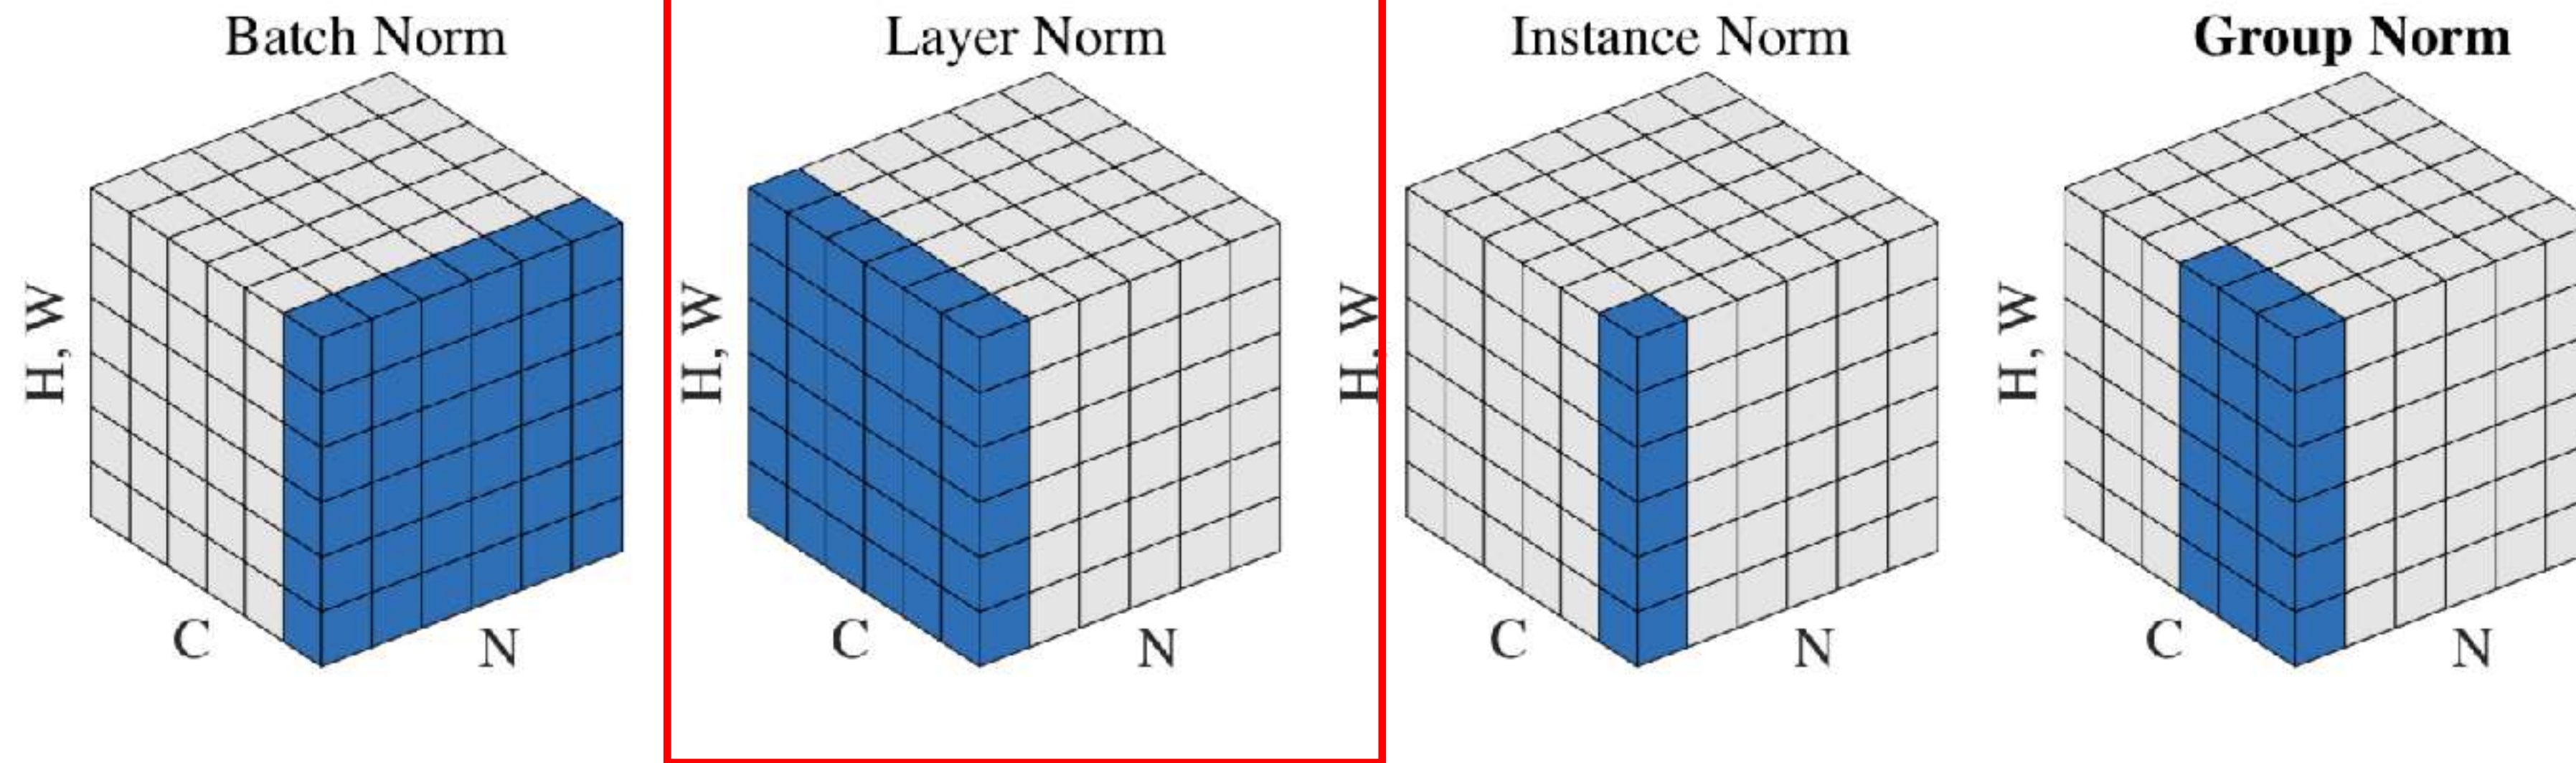 Batch Norm
Layer Norm
Instance Norm
Group Norm
H, W
C
N
H, W
C
N
H, W
C
N
H, W
C
N